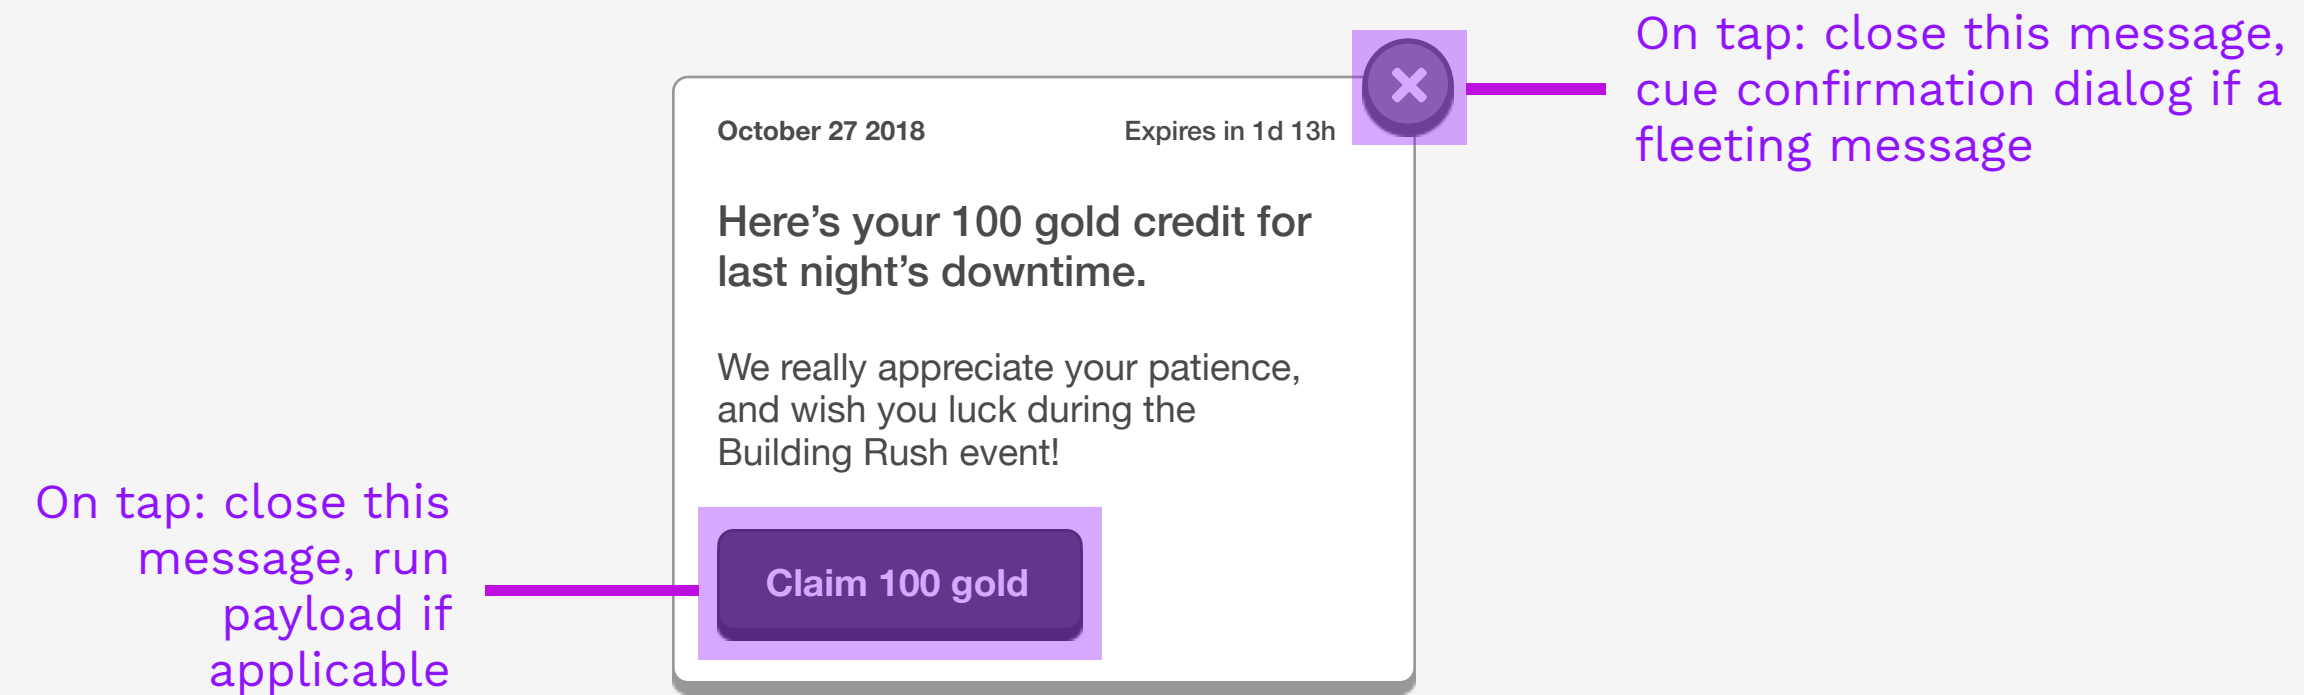 On tap: close this message,
cue confirmation dialog if a
fleeting message
October 27 2018
Expires in 1d 13h
Here’s your 100 gold credit for
last night’s downtime.
We really appreciate your patience,
and wish you luck during the
Building Rush event!
On tap: close this
message, run
payload if
applicable
Claim 100 gold